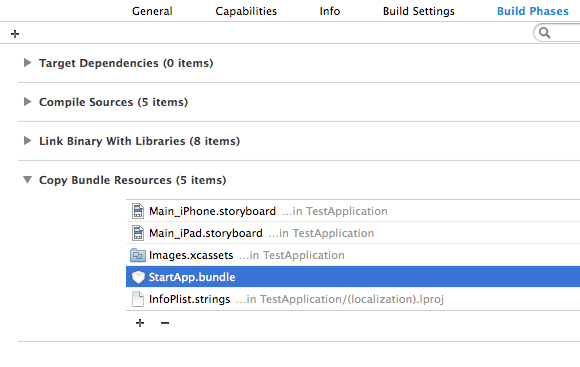 General Capabilities Info Build Settings Build Phases
+
Target Dependencies (0 items)
Compile Sources (5 items)
Link Binary With Libraries (8 items)
Copy Bundle Resources (5 items)
Main_iPhone.storyboard ...in TestApplication
Main_iPad.storyboard ...in TestApplication
Images.xcassets ...in TestApplication
StartApp.bundle
InfoPlist.strings ...in TestApplication/(localization).lproj
+ −